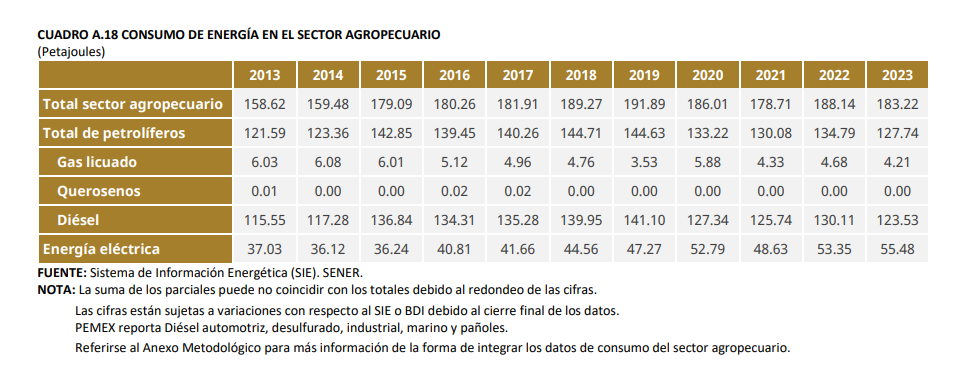 CUADRO A.18 CONSUMO DE ENERGÍA EN EL SECTOR AGROPECUARIO
(Petajoules)
2013 2014 2015 2016 2017 2018 2019 2020 2021 2022 2023
Total sector agropecuario 158.62 159.48 179.09 180.26 181.91 189.27 191.89 186.01 178.71 188.14 183.22
Total de petrolíferos 121.59 123.36 142.85 139.45 140.26 144.71 144.63 133.22 130.08 134.79 127.74
Gas licuado 6.03 6.08 6.01 5.12 4.96 4.76 3.53 5.88 4.33 4.68 4.21
Querosenos 0.01 0.00 0.00 0.02 0.02 0.00 0.00 0.00 0.00 0.00 0.00
Diésel 115.55 117.28 136.84 134.31 135.28 139.95 141.10 127.34 125.74 130.11 123.53
Energía eléctrica 37.03 36.12 36.24 40.81 41.66 44.56 47.27 52.79 48.63 53.35 55.48
FUENTE: Sistema de Información Energética (SIE). SENER.
NOTA: La suma de los parciales puede no coincidir con los totales debido al redondeo de las cifras.
Las cifras están sujetas a variaciones con respecto al SIE o BDI debido al cierre final de los datos.
PEMEX reporta Diésel automotriz, desulfurado, industrial, marino y pañoles.
Referirse al Anexo Metodológico para más información de la forma de integrar los datos de consumo del sector agropecuario.